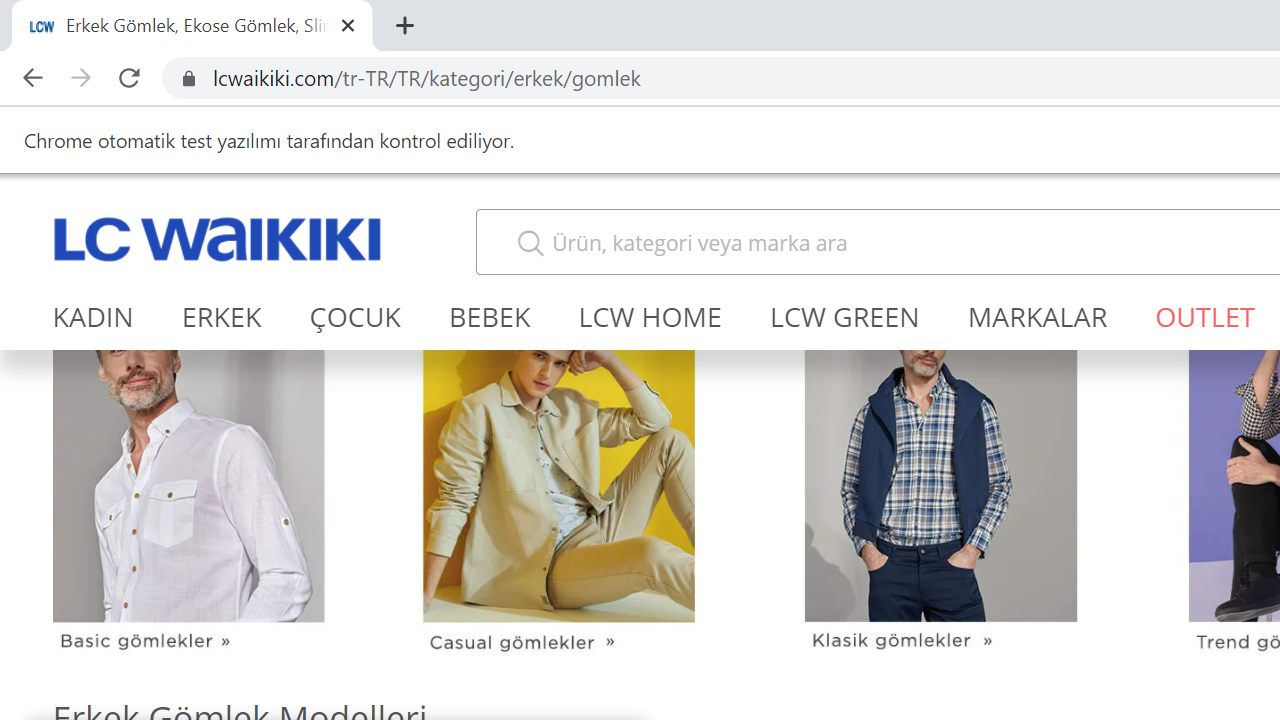 LCW Erkek Gömlek, Ekose Gömlek, Sli
lcwaikiki.com/tr-TR/TR/kategori/erkek/gomlek
Chrome otomatik test yazılımı tarafından kontrol ediliyor.
LC WAIKIKI
Ürün, kategori veya marka ara
KADIN ERKEK ÇOCUK BEBEK LCW HOME LCW GREEN MARKALAR OUTLET
Basic gömlekler » Casual gömlekler » Klasik gömlekler » Trend gö
Erkek Gömlek Modelleri